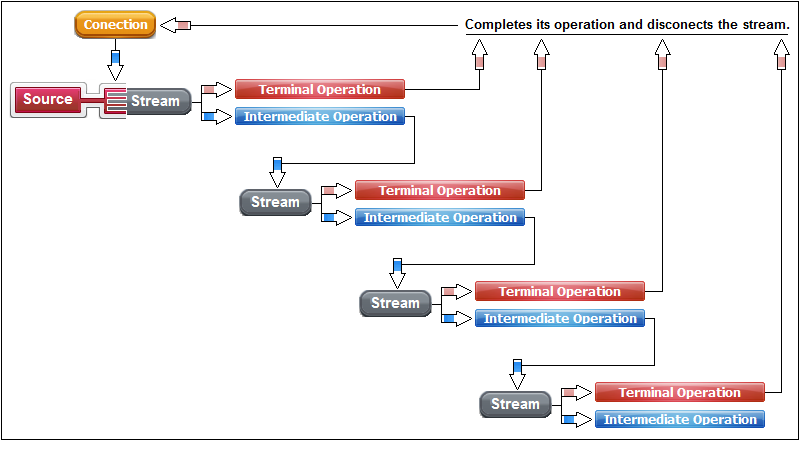 Conection
Completes its operation and disconects the stream.
Source
Stream
Terminal Operation
Intermediate Operation
Stream
Terminal Operation
Intermediate Operation
Stream
Terminal Operation
Intermediate Operation
Stream
Terminal Operation
Intermediate Operation